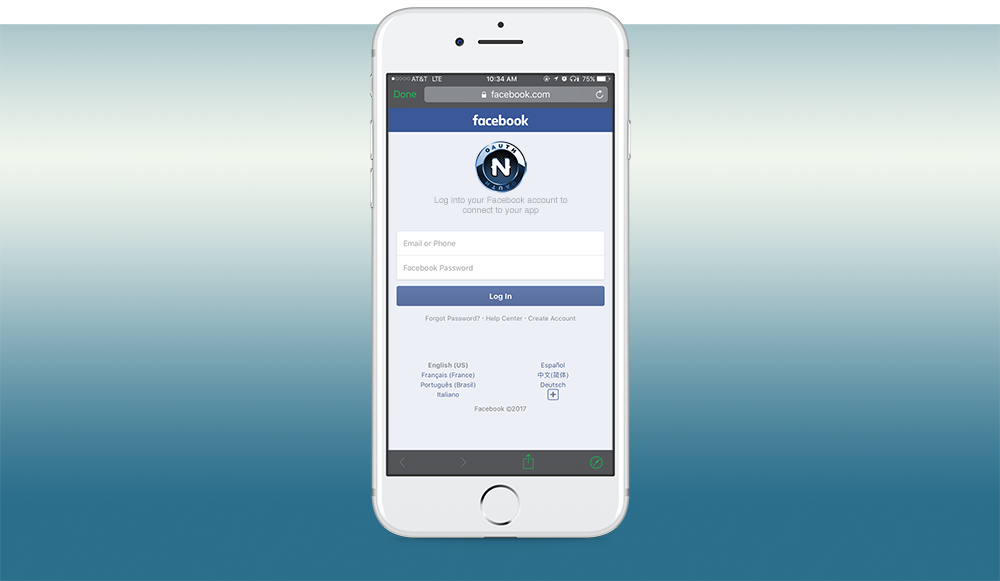 AT&T LTE 10:34 AM 75%
Done facebook.com
facebook
OAUTH
N
AUTH
Log into your Facebook account to
connect to your app
Email or Phone
Facebook Password
Log In
Forgot Password? · Help Center · Create Account
English (US) Español
Français (France) 中文(简体)
Português (Brasil) Deutsch
Italiano
Facebook ©2017